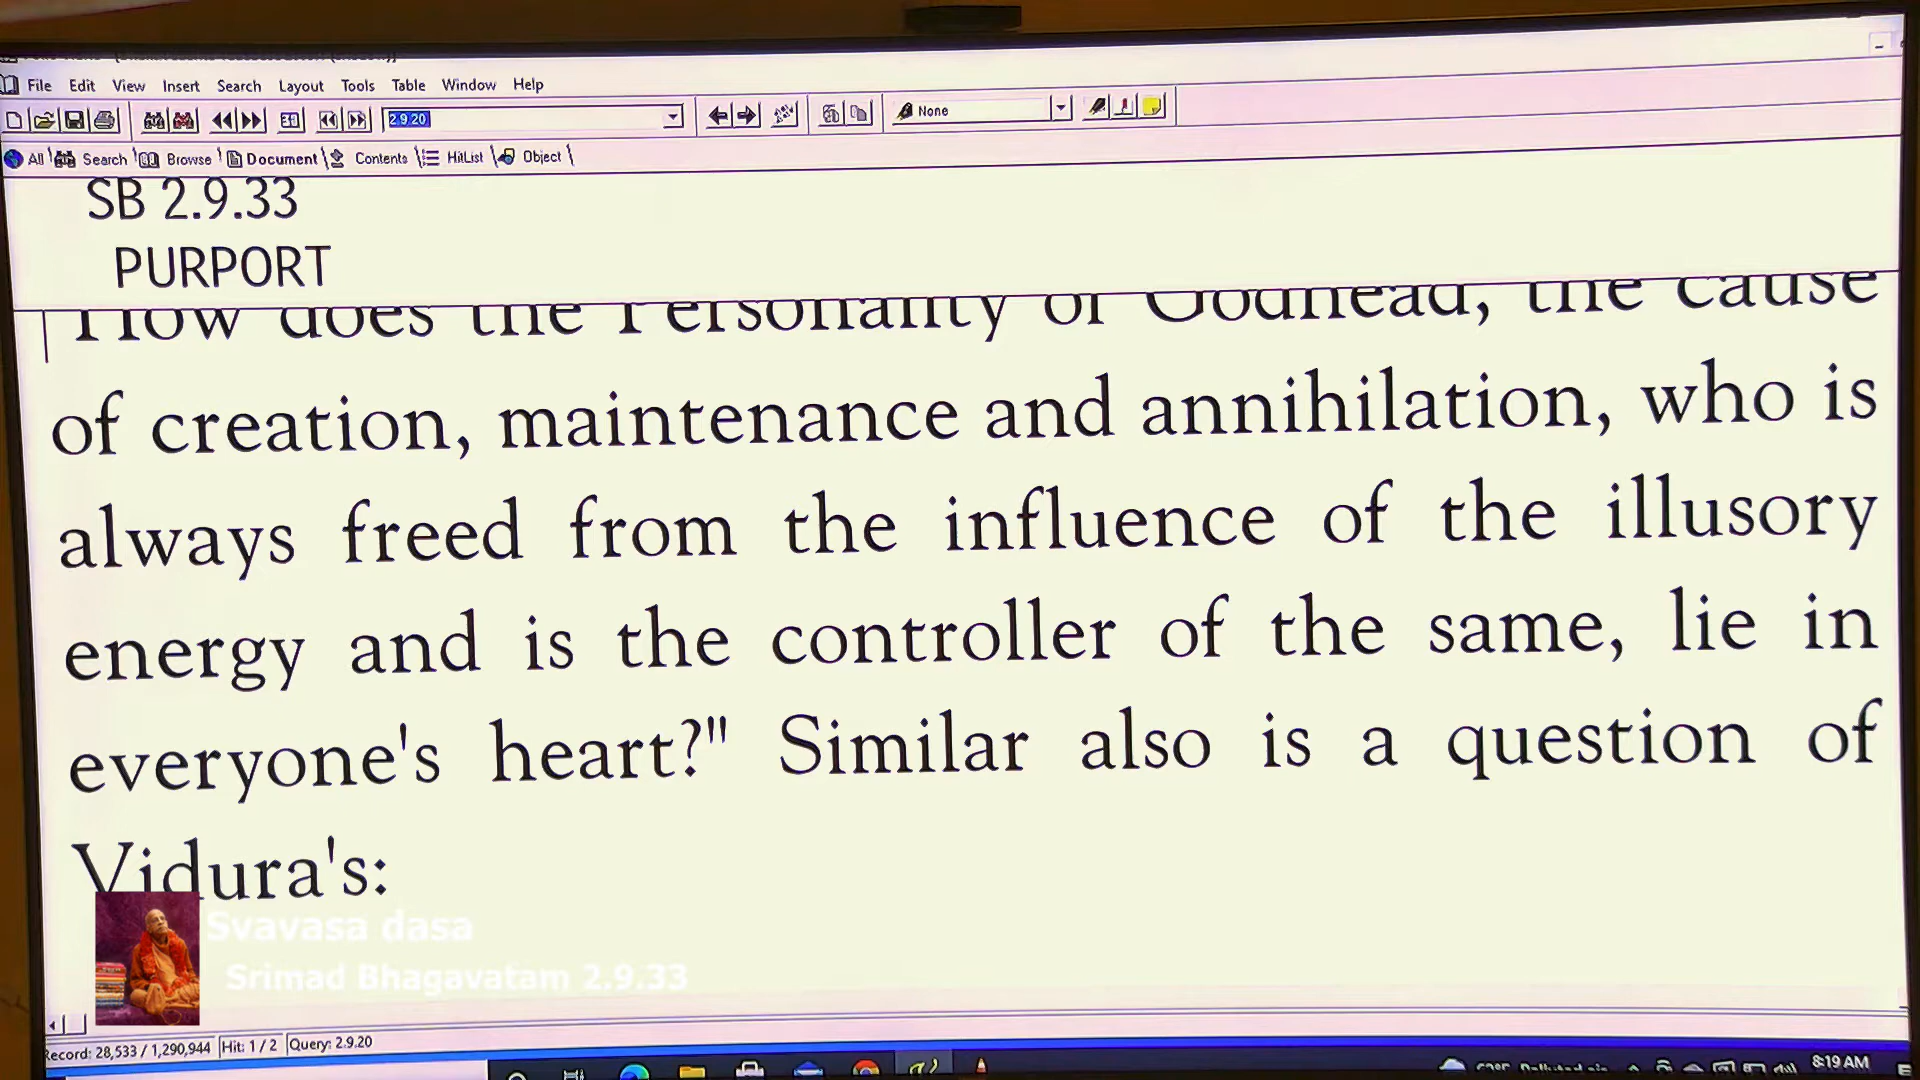 File Edit View Insert Search Layout Tools Table Window Help
2.9.20
None
All Search Browse Document Contents HitList Object
SB 2.9.33
PURPORT
How does the Personality of Godhead, the cause
of creation, maintenance and annihilation, who is
always freed from the influence of the illusory
energy and is the controller of the same, lie in
everyone's heart?" Similar also is a question of
Vidura's:
Svavasa dasa
Srimad Bhagavatam 2.9.33
Record: 28,533 / 1,290,944 Hit: 1 / 2 Query: 2.9.20
8:19 AM